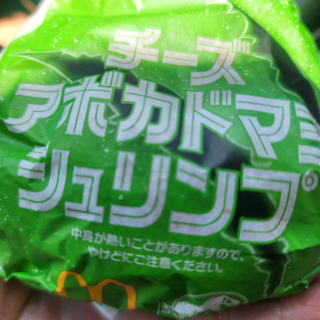 チーズ
アボカドマミ
シュリンプ
中身が熱いことがありますので、
やけどにご注意ください。